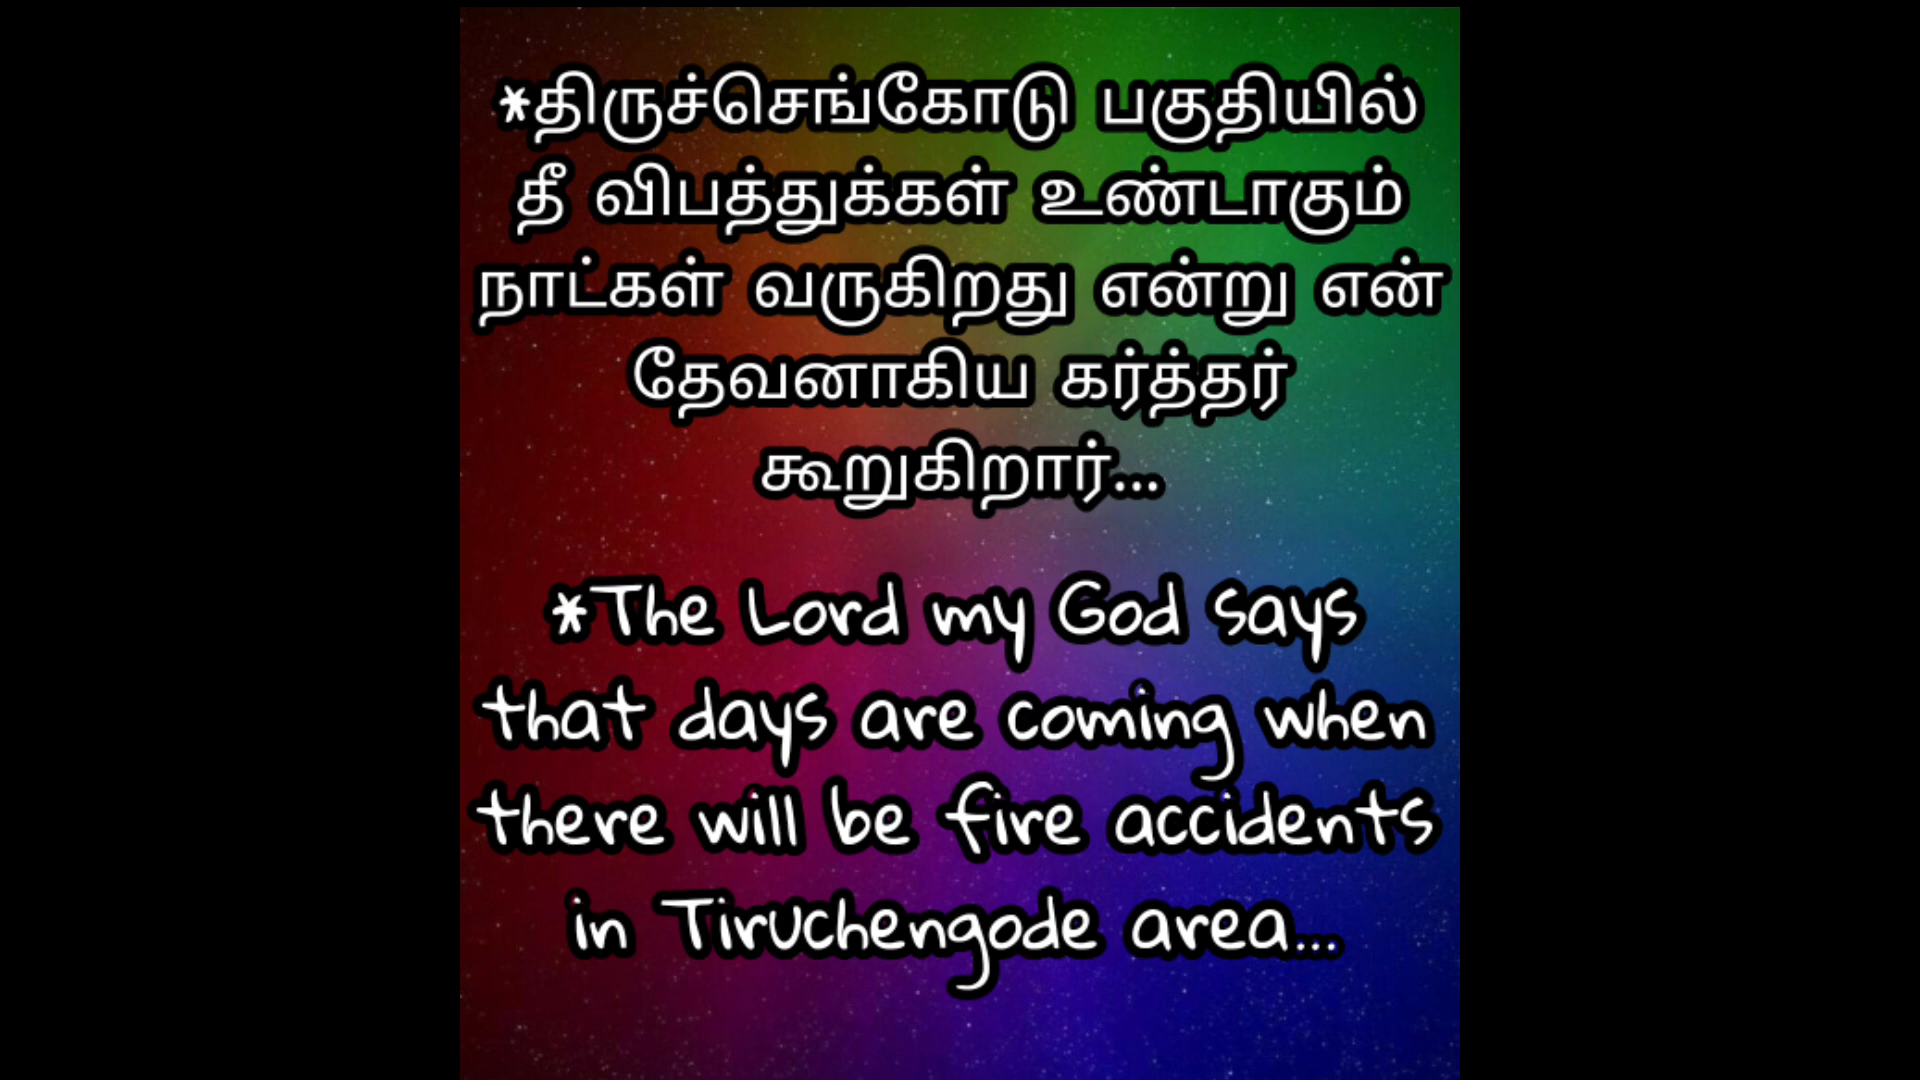 *திருச்செங்கோடு பகுதியில்
தீ விபத்துக்கள் உண்டாகும்
நாட்கள் வருகிறது என்று என்
தேவனாகிய கர்த்தர்
கூறுகிறார்...
*The Lord my God says
that days are coming when
there will be fire accidents
in Tiruchengode area...